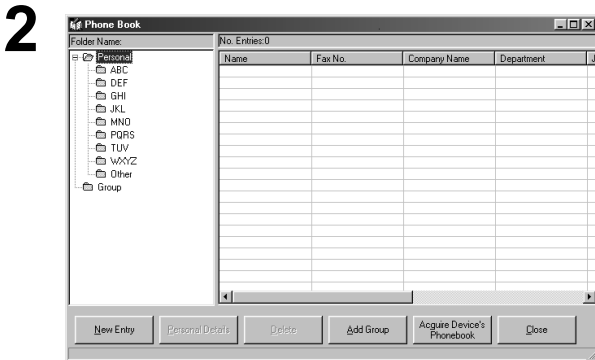 2
Phone Book
Folder Name:
No. Entries:0
Name Fax No. Company Name Department J
Personal
ABC
DEF
GHI
JKL
MNO
PQRS
TUV
WXYZ
Other
Group
New Entry Personal Details Delete Add Group Acquire Device's Phonebook Close